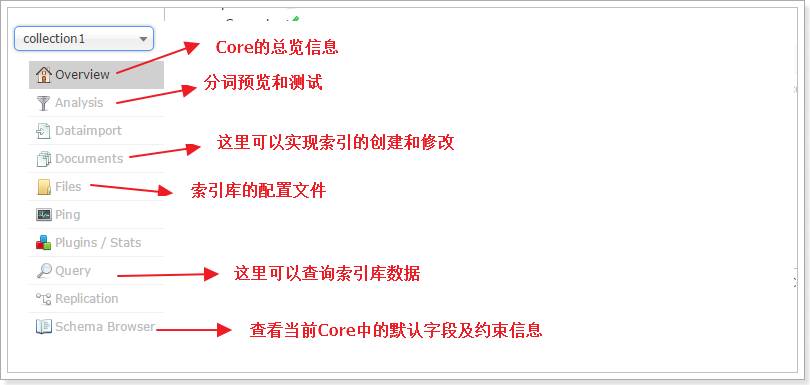 collection1
Core的总览信息
Overview
分词预览和测试
Analysis
Dataimport
这里可以实现索引的创建和修改
Documents
索引库的配置文件
Files
Ping
Plugins / Stats
Query
这里可以查询索引库数据
Replication
Schema Browser
查看当前Core中的默认字段及约束信息